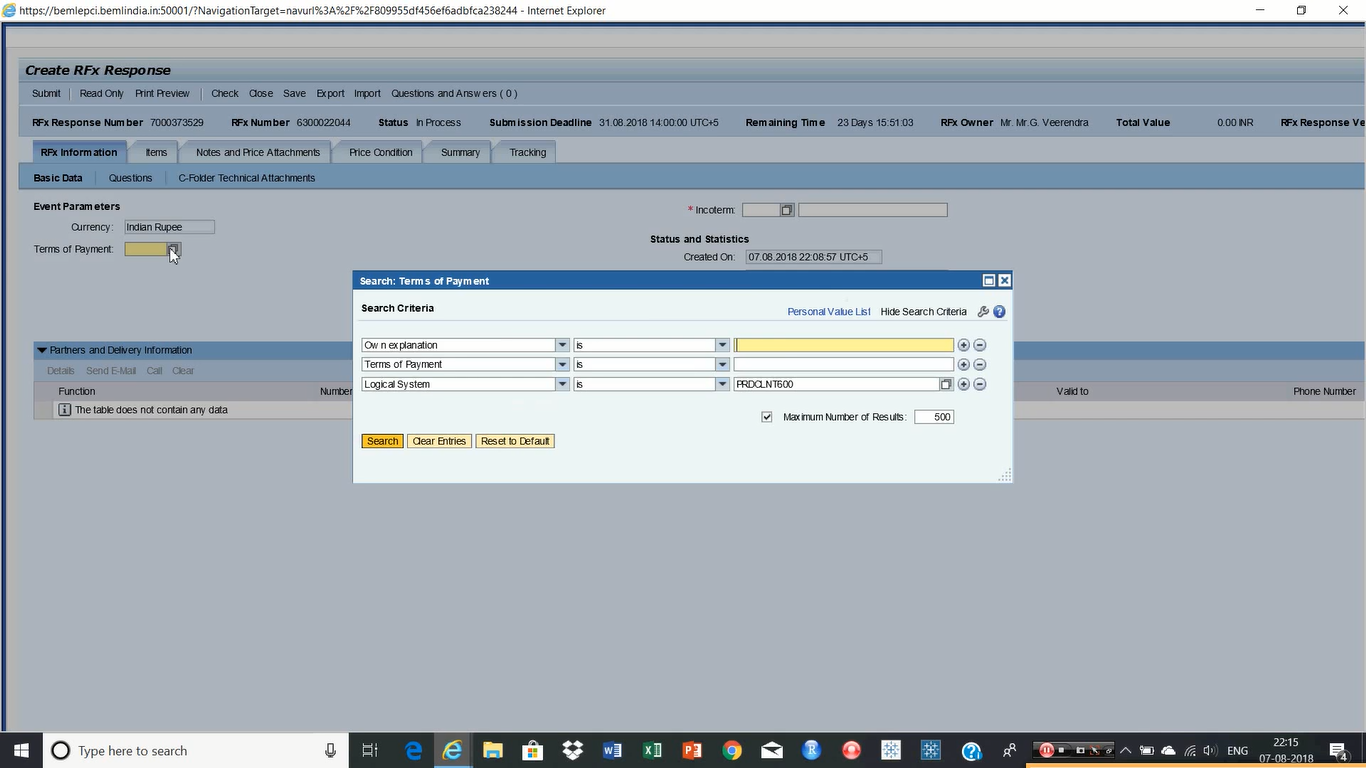 https://bemlepci.bemlindia.in:50001/?NavigationTarget=navurl%3A%2F%2F809955df456ef6adbfca238244 - Internet Explorer
Create RFx Response
Submit Read Only Print Preview Check Close Save Export Import Questions and Answers ( 0 )
RFx Response Number 7000373529 RFx Number 6300022044 Status In Process Submission Deadline 31.08.2018 14:00:00 UTC+5 Remaining Time 23 Days 15:51:03 RFx Owner Mr. Mr.G. Veerendra Total Value 0.00 INR RFx Response Ve
RFx Information Items Notes and Price Attachments Price Condition Summary Tracking
Basic Data Questions C-Folder Technical Attachments
Event Parameters
* Incoterm:
Currency: Indian Rupee
Status and Statistics
Terms of Payment:
Created On: 07.08.2018 22:08:57 UTC+5
Search: Terms of Payment
Search Criteria
Personal Value List Hide Search Criteria
Own explanation is
Terms of Payment is
Logical System is PRDCLNT600
Maximum Number of Results: 500
Search Clear Entries Reset to Default
Partners and Delivery Information
Details Send E-Mail Call Clear
Function Number Valid to Phone Number
The table does not contain any data
Type here to search
ENG
22:15
07-08-2018
4